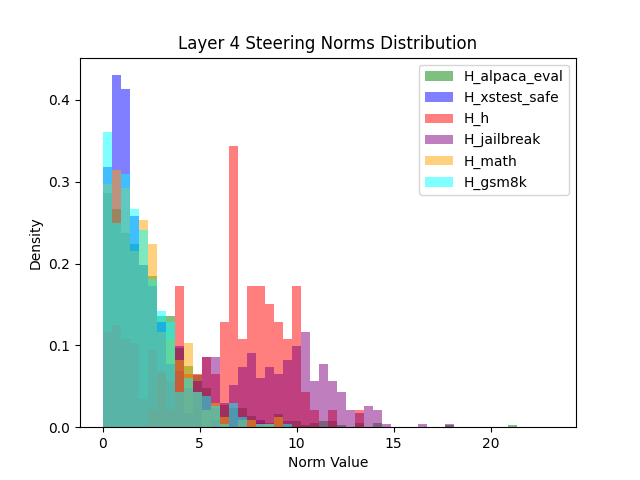 Layer 4 Steering Norms Distribution
H_alpaca_eval
H_xstest_safe
H_h
H_jailbreak
H_math
H_gsm8k
Density
0.4
0.3
0.2
0.1
0.0
0
5
10
15
20
Norm Value